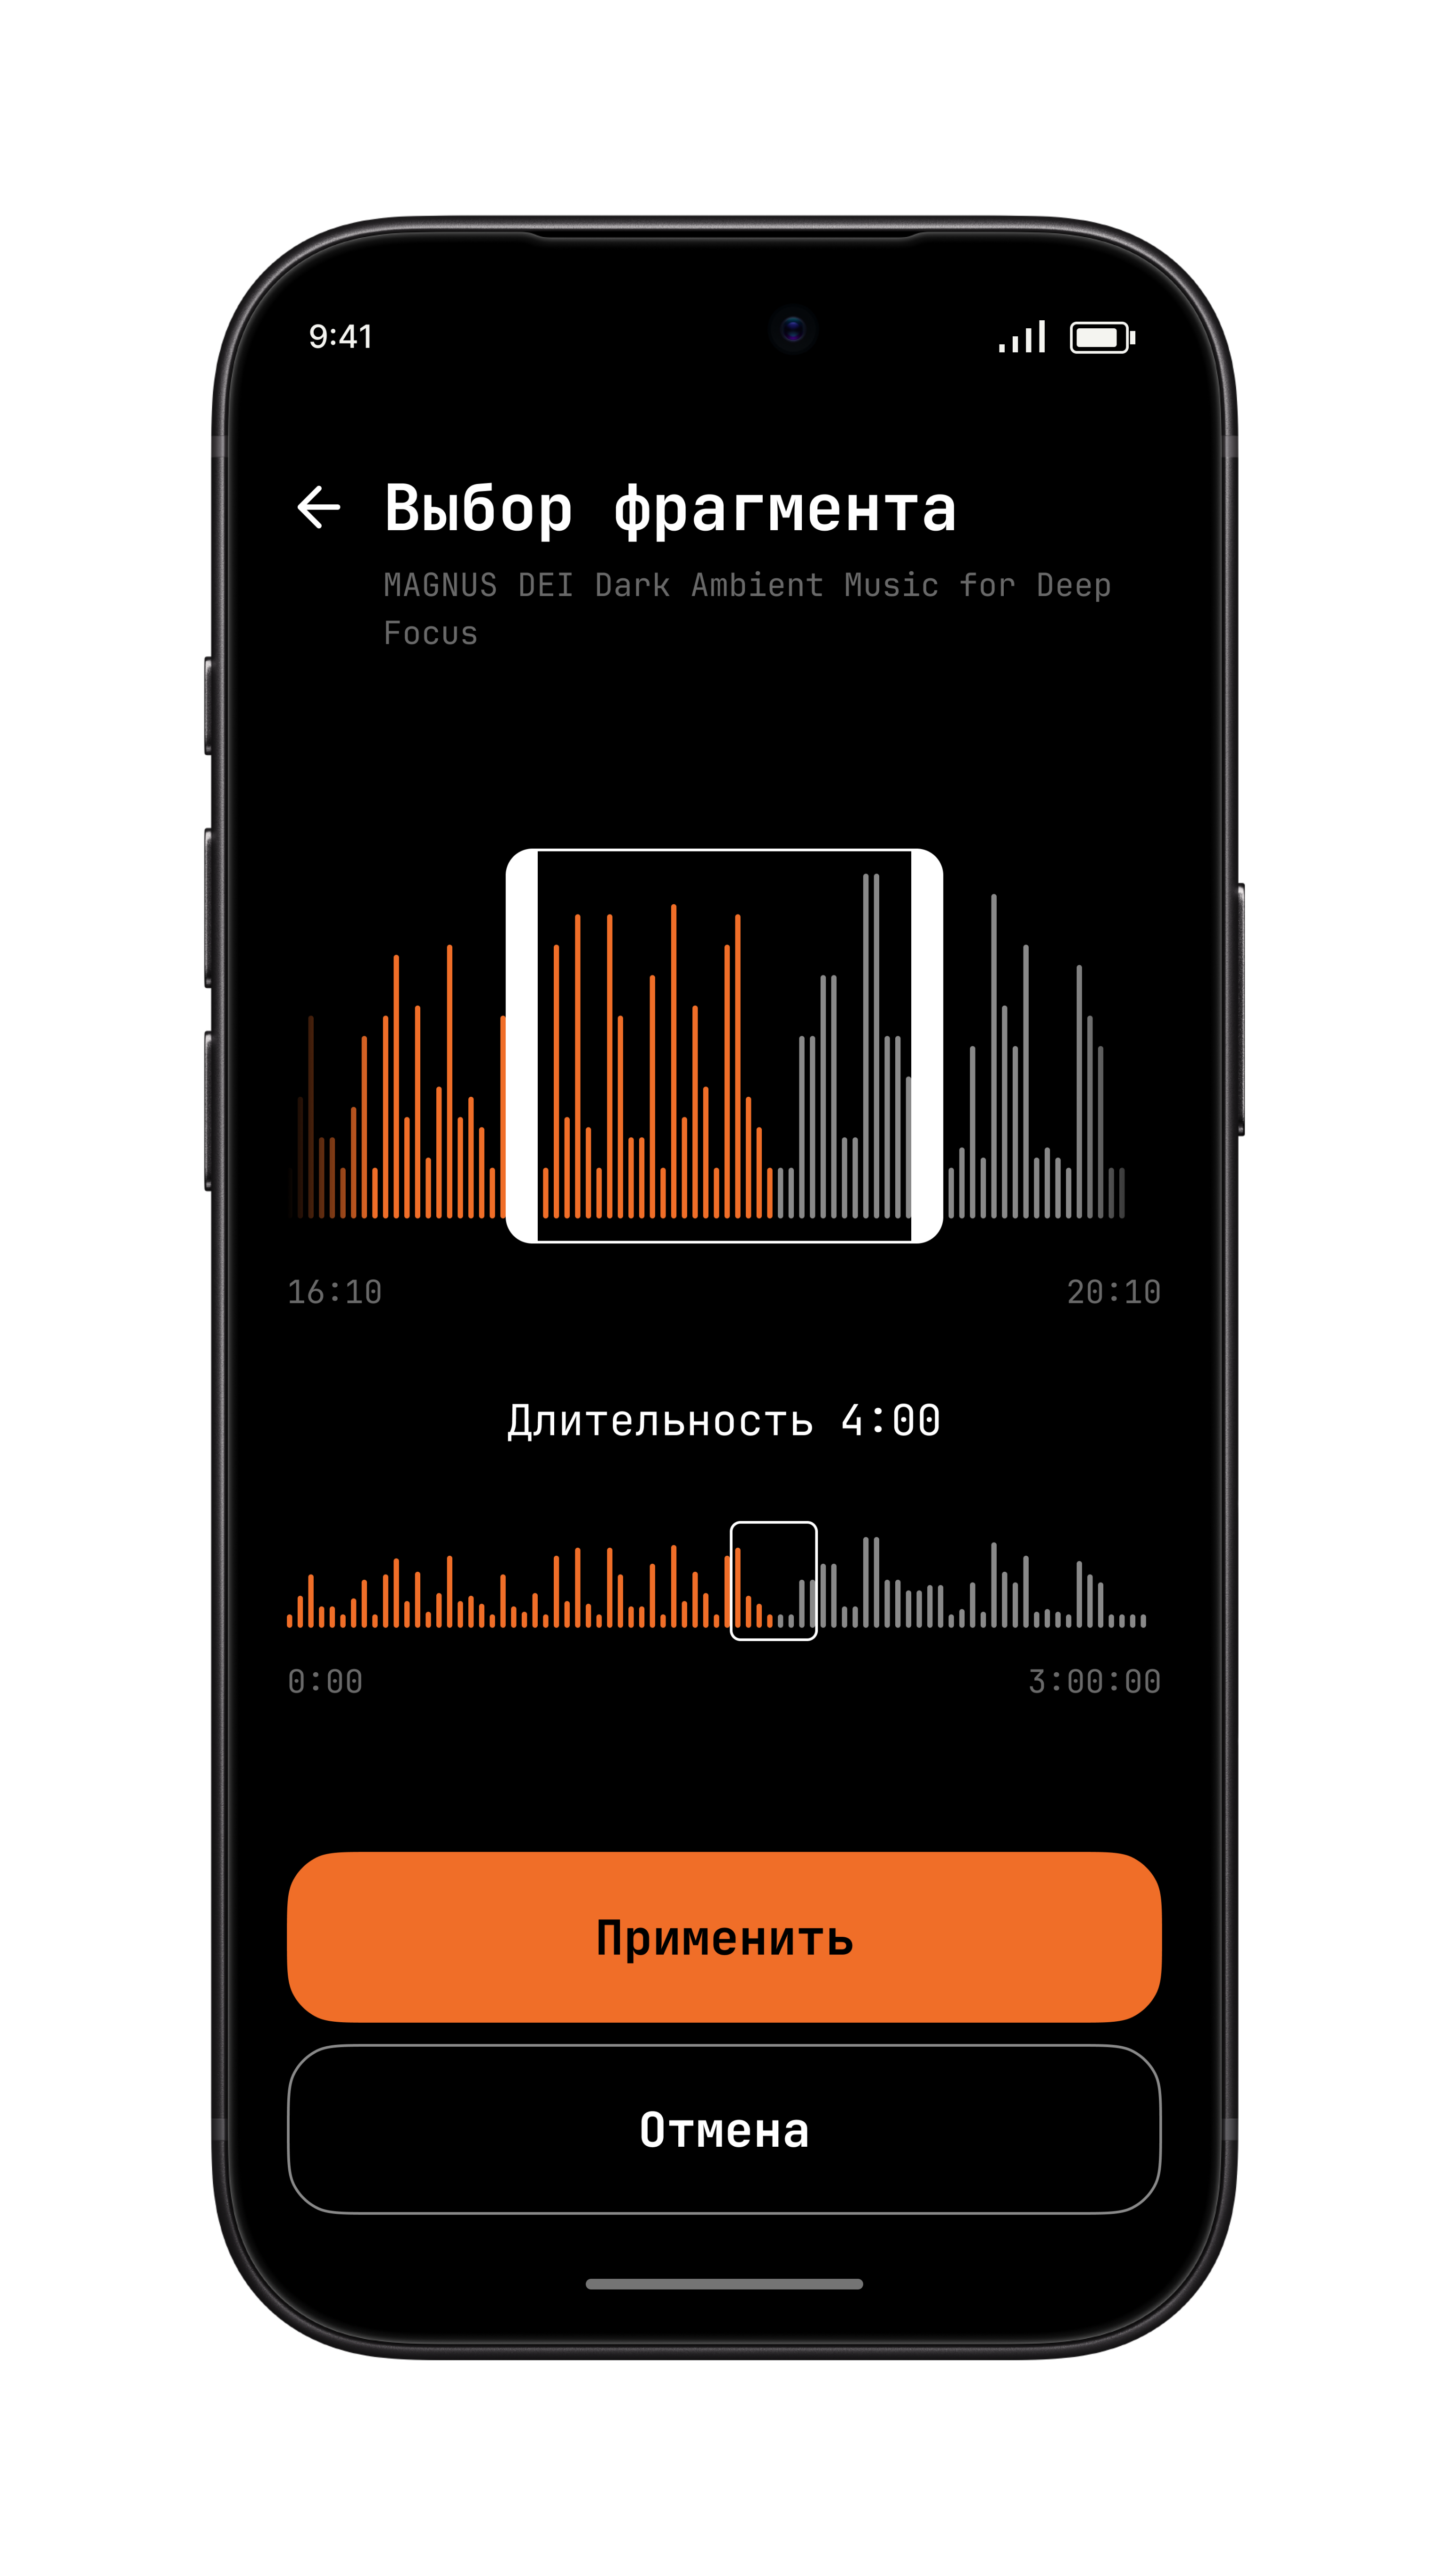 9:41
Выбор фрагмента
MAGNUS DEI Dark Ambient Music for Deep
Focus
16:10 20:10
Длительность 4:00
0:00 3:00:00
Применить
Отмена